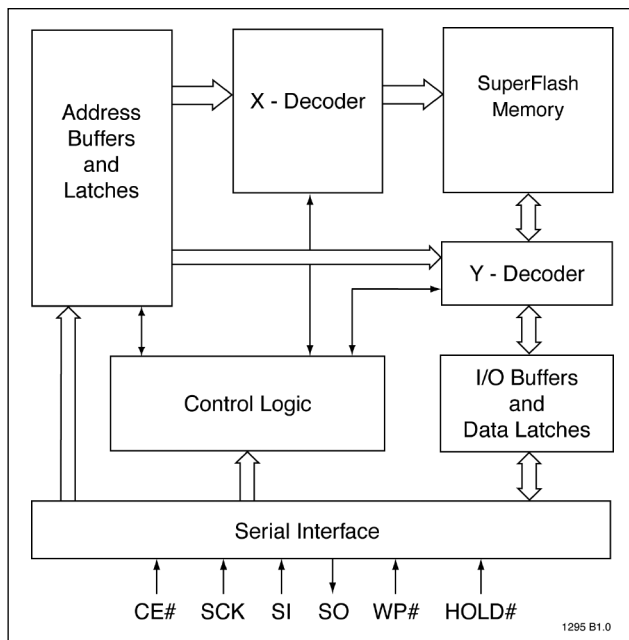 Address
Buffers
and
Latches
X - Decoder
SuperFlash
Memory
Y - Decoder
Control Logic
I/O Buffers
and
Data Latches
Serial Interface
CE# SCK SI SO WP# HOLD#
1295 B1.0